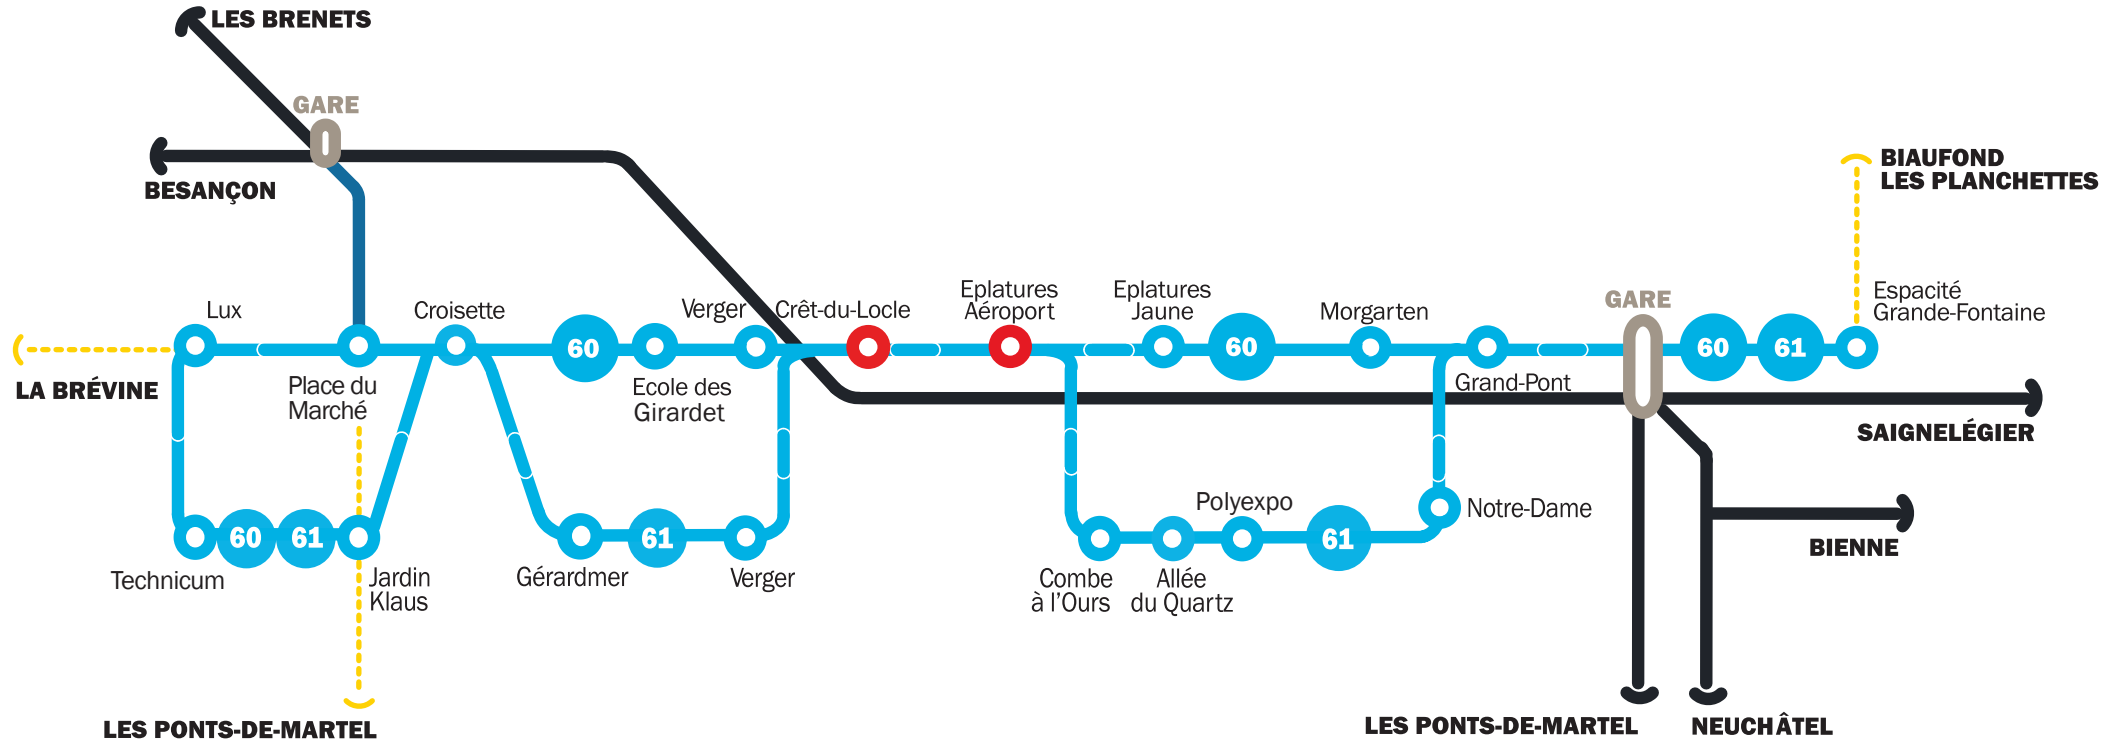 LES BRENETS
GARE
BESANÇON
BIAUFOND
LES PLANCHETTES
Lux
Croisette
Verger
Crêt-du-Locle
Eplatures
Aéroport
Eplatures
Jaune
Morgarten
GARE
Espacité
Grande-Fontaine
60
60
60
61
LA BRÉVINE
Place du
Marché
Ecole des
Girardet
Grand-Pont
SAIGNELÉGIER
Polyexpo
Notre-Dame
60
61
61
61
BIENNE
Technicum
Jardin
Klaus
Gérardmer
Verger
Combe
à l’Ours
Allée
du Quartz
LES PONTS-DE-MARTEL
LES PONTS-DE-MARTEL
NEUCHÂTEL